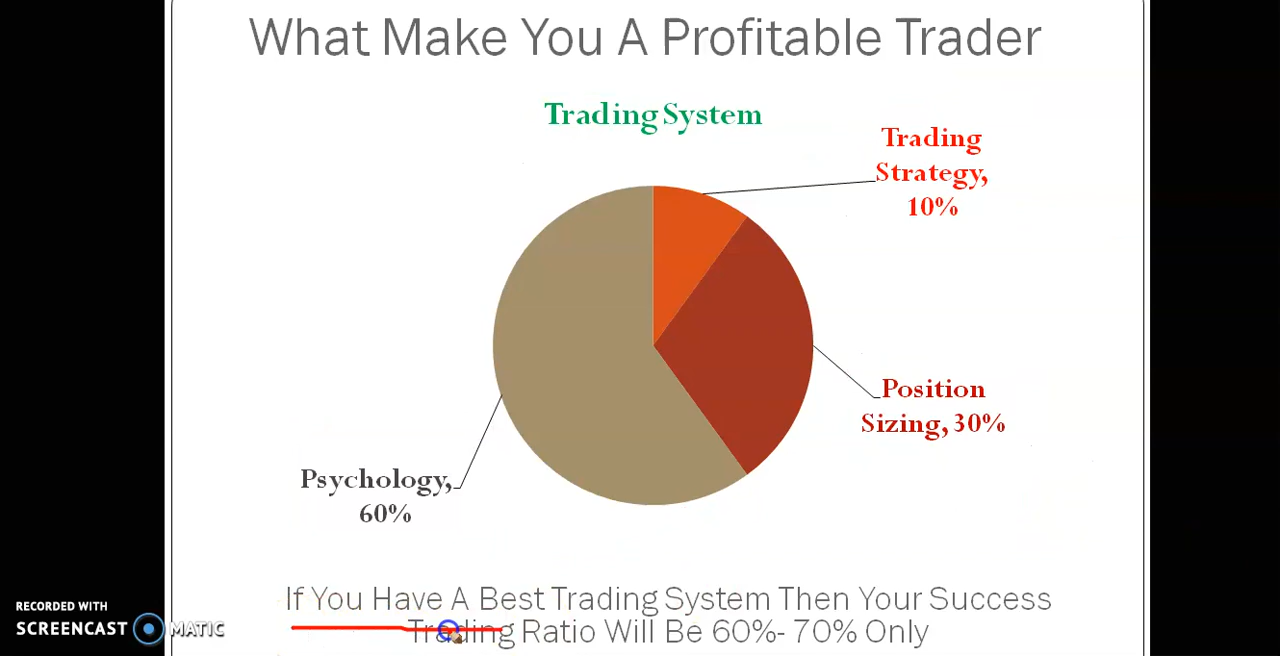 What Make You A Profitable Trader
Trading System
Trading
Strategy,
10%
Position
Sizing, 30%
Psychology,
60%
If You Have A Best Trading System Then Your Success
Trading Ratio Will Be 60%- 70% Only
RECORDED WITH
SCREENCAST MATIC